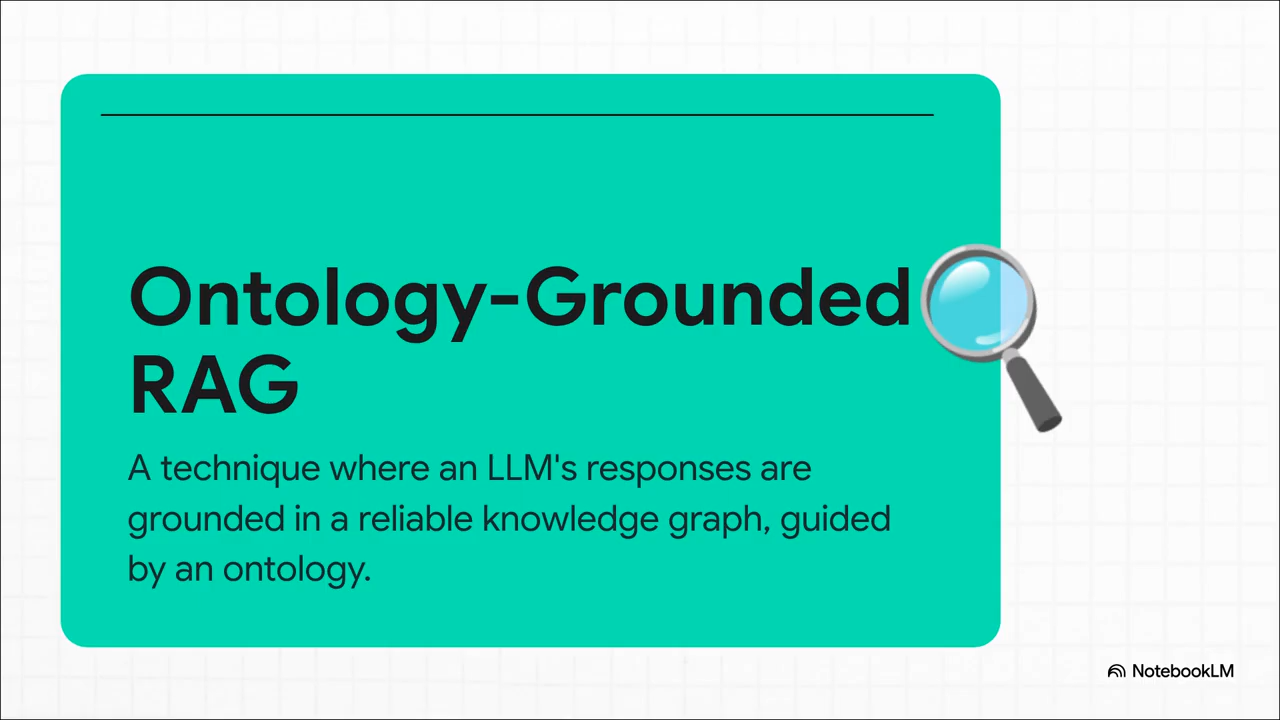 Ontology-Grounded
RAG
A technique where an LLM's responses are
grounded in a reliable knowledge graph, guided
by an ontology.
NotebookLM